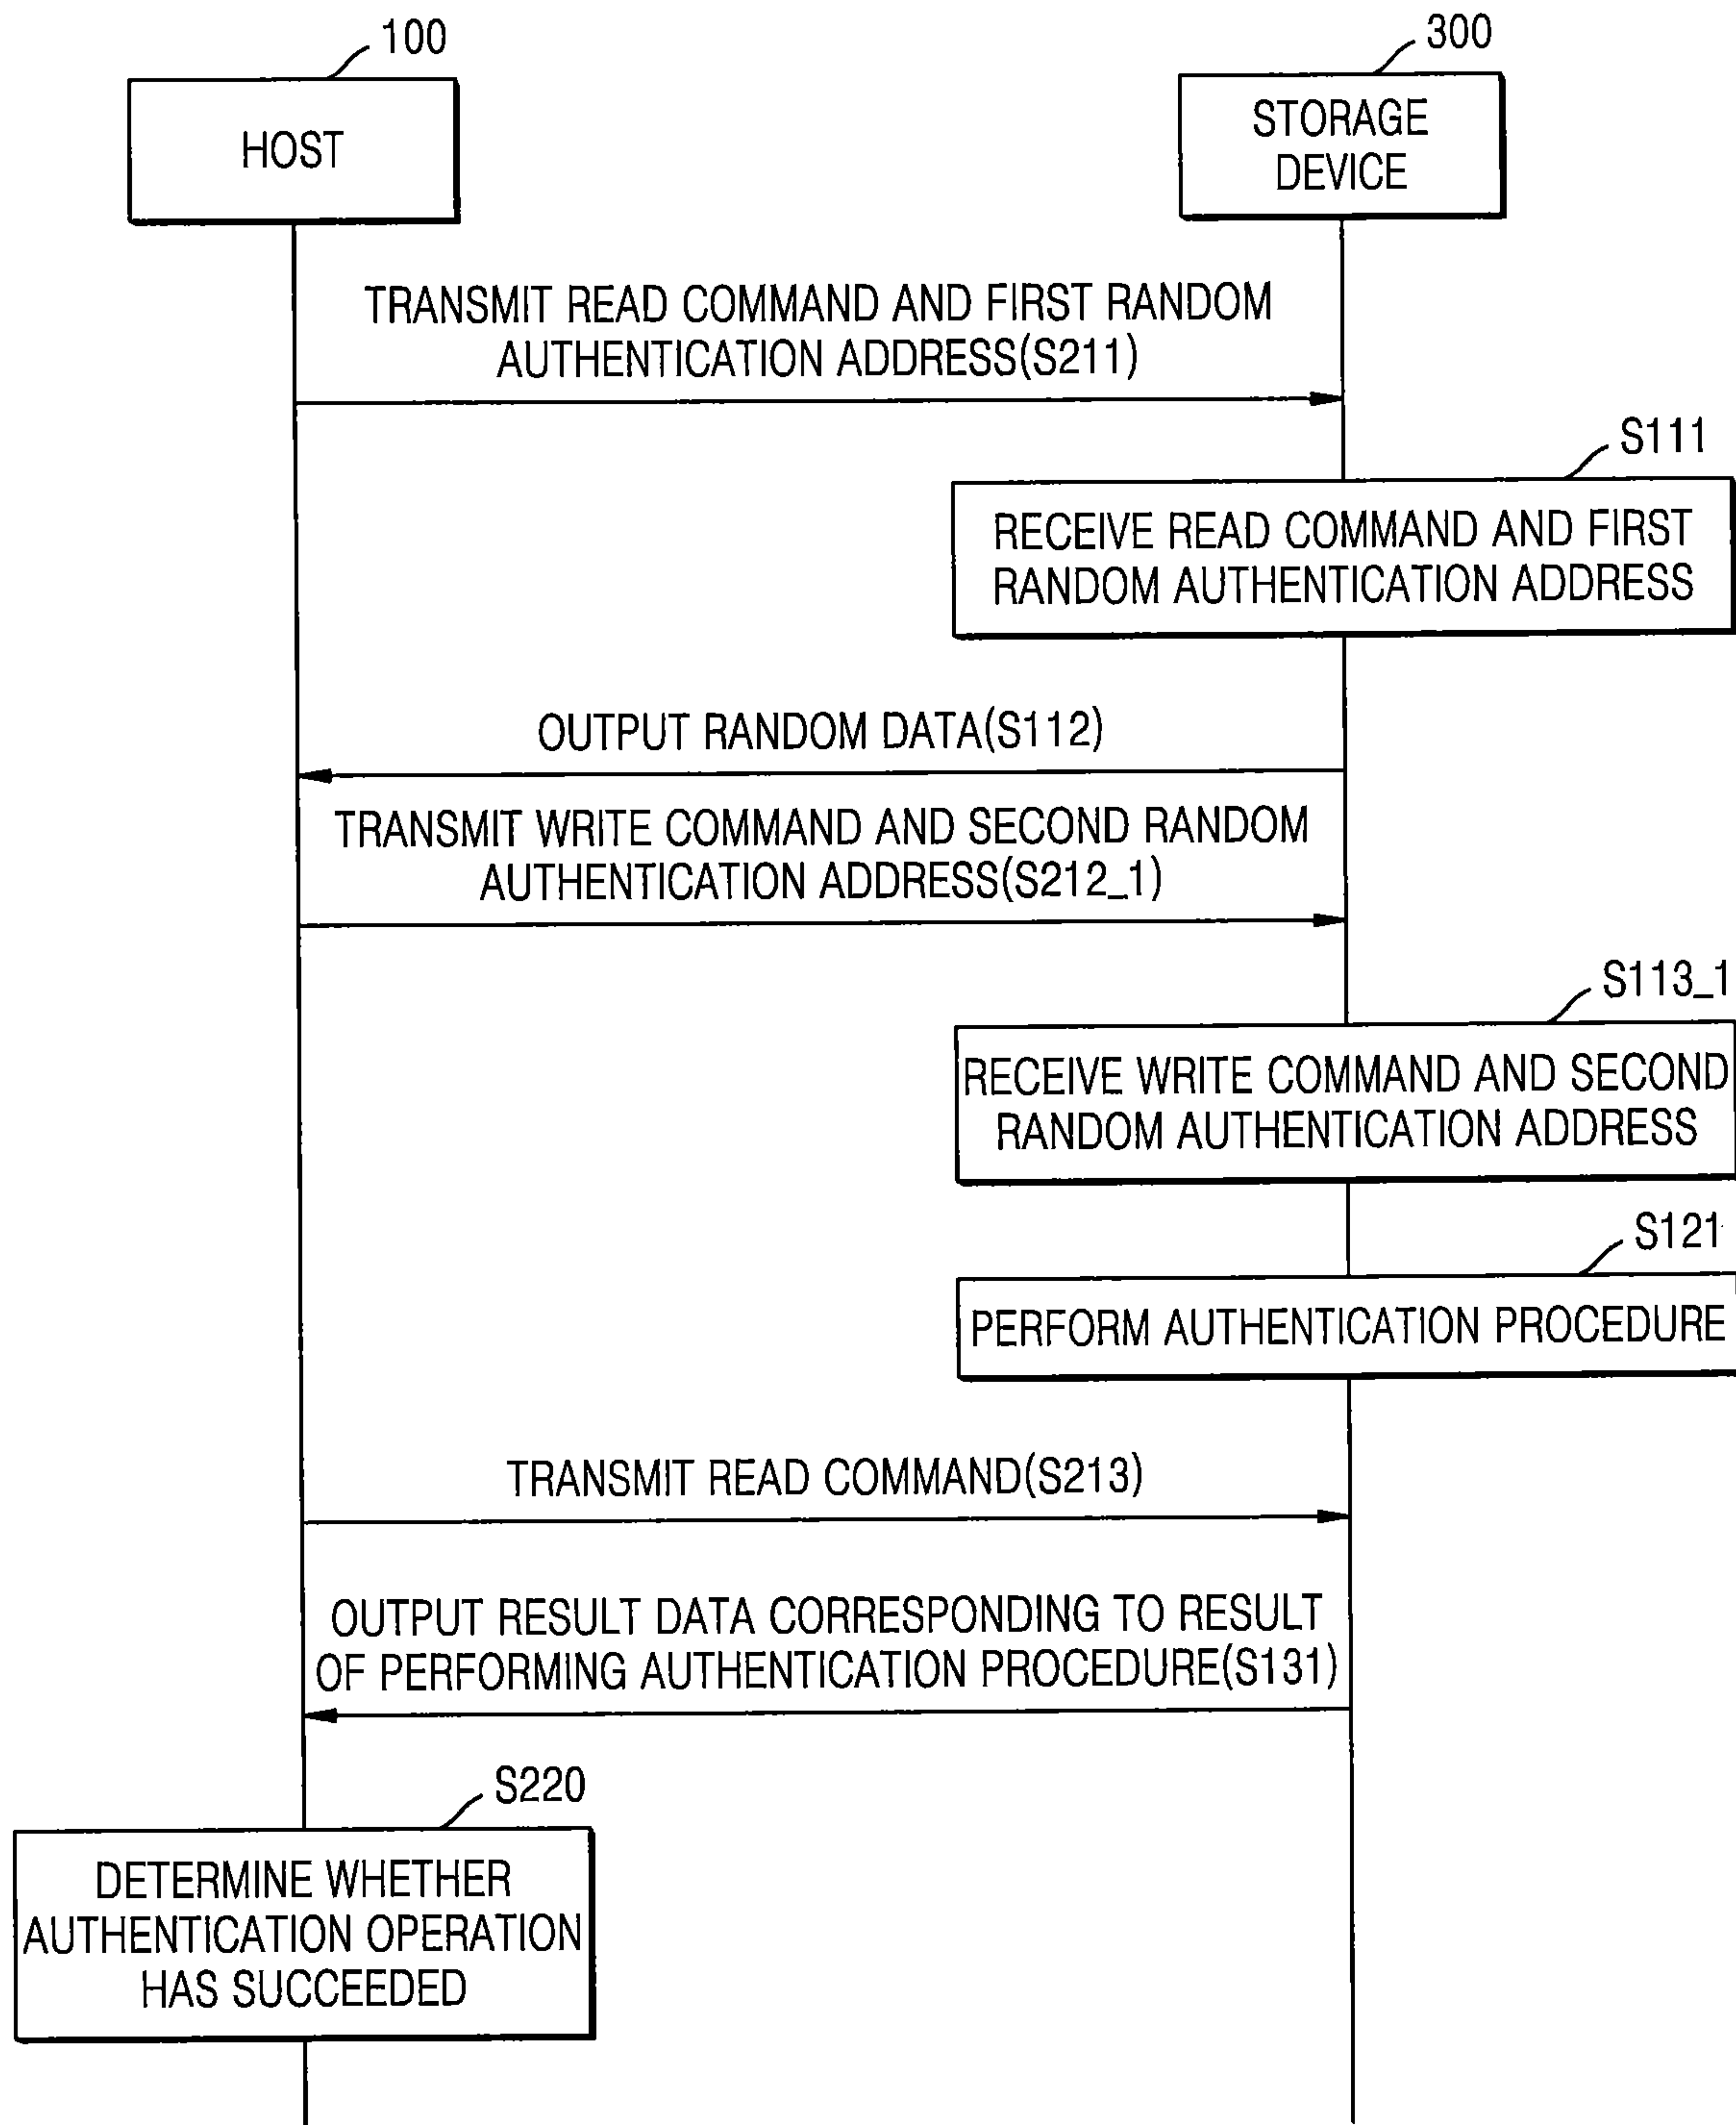 100
300
HOST
STORAGE
DEVICE
TRANSMIT READ COMMAND AND FIRST RANDOM
AUTHENTICATION ADDRESS(S211)
S111
RECEIVE READ COMMAND AND FIRST
RANDOM AUTHENTICATION ADDRESS
OUTPUT RANDOM DATA(S112)
TRANSMIT WRITE COMMAND AND SECOND RANDOM
AUTHENTICATION ADDRESS(S212_1)
S113_1
RECEIVE WRITE COMMAND AND SECOND
RANDOM AUTHENTICATION ADDRESS
S121
PERFORM AUTHENTICATION PROCEDURE
TRANSMIT READ COMMAND(S213)
OUTPUT RESULT DATA CORRESPONDING TO RESULT
OF PERFORMING AUTHENTICATION PROCEDURE(S131)
S220
DETERMINE WHETHER
AUTHENTICATION OPERATION
HAS SUCCEEDED